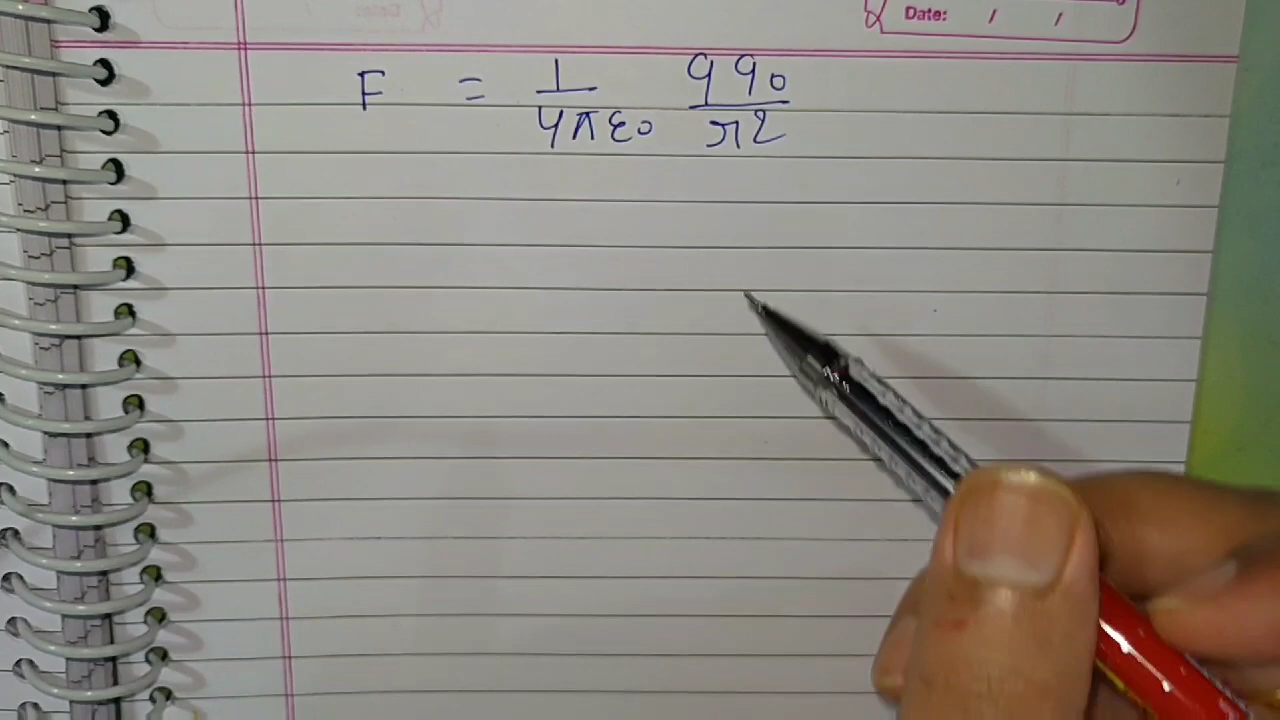 Date: / /
F = 1/4πε₀ qq₀/r²